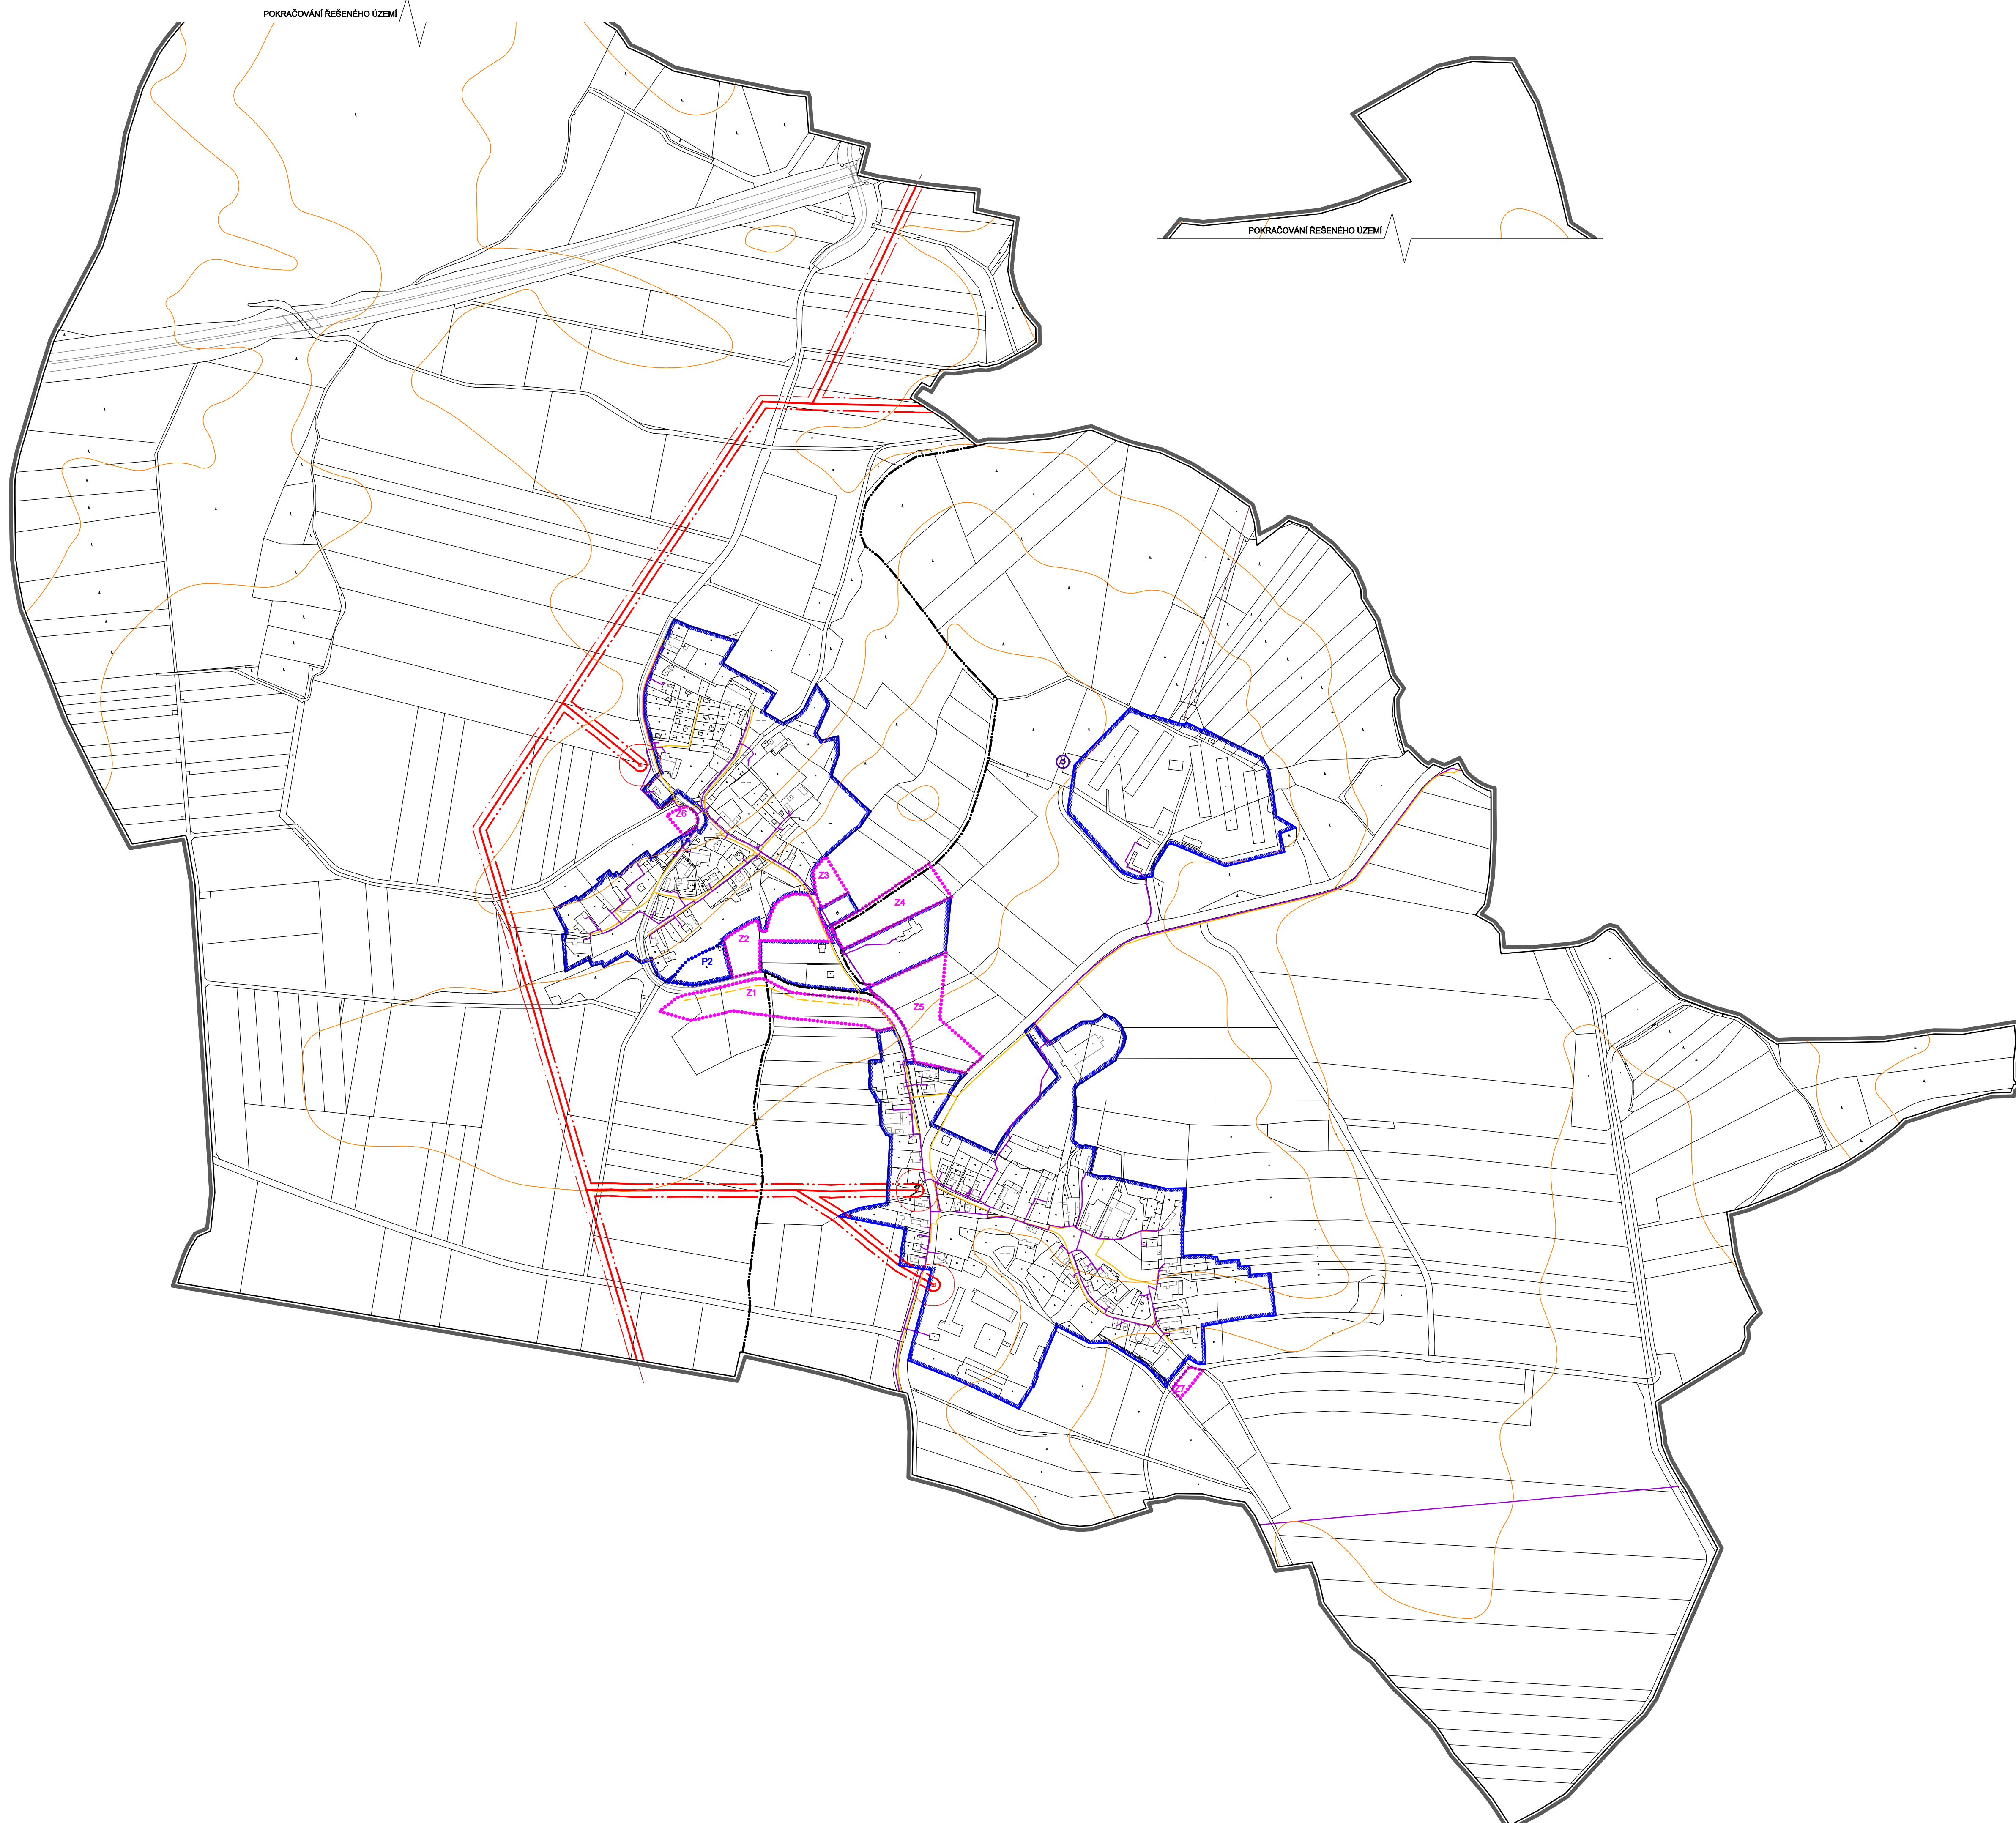 POKRAČOVÁNÍ ŘEŠENÉHO ÚZEMÍ
POKRAČOVÁNÍ ŘEŠENÉHO ÚZEMÍ
Z6
Z3
Z4
Z2
P2
Z1
Z5
Z7